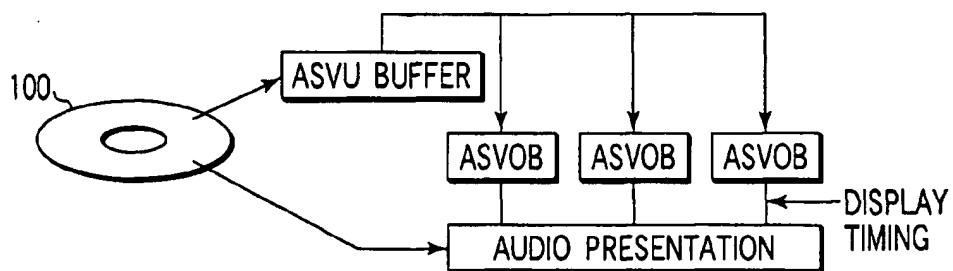 100
ASVU BUFFER
ASVOB
ASVOB
ASVOB
DISPLAY
TIMING
AUDIO PRESENTATION